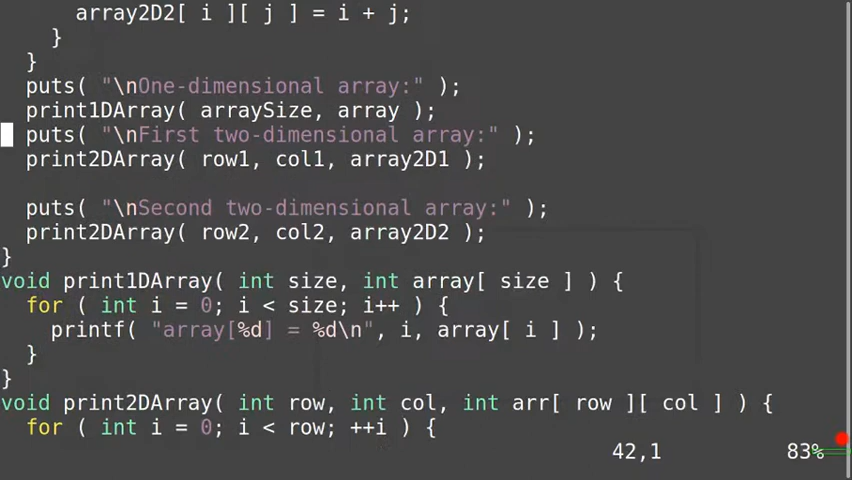 array2D2[ i ][ j ] = i + j;
}
}
puts( "\nOne-dimensional array:" );
print1DArray( arraySize, array );
puts( "\nFirst two-dimensional array:" );
print2DArray( row1, col1, array2D1 );
puts( "\nSecond two-dimensional array:" );
print2DArray( row2, col2, array2D2 );
}
void print1DArray( int size, int array[ size ] ) {
for ( int i = 0; i < size; i++ ) {
printf( "array[%d] = %d\n", i, array[ i ] );
}
}
void print2DArray( int row, int col, int arr[ row ][ col ] ) {
for ( int i = 0; i < row; ++i ) {
42,1 83%